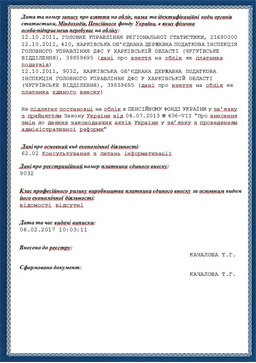 Дата та номер запису про взяття на облік, назва та ідентифікаційні коди органів
статистики, Міндоходів, Пенсійного фонду України, в яких фізична
особа-підприємець перебуває на обліку:
12.10.2011, ГОЛОВНЕ УПРАВЛІННЯ РЕГІОНАЛЬНОЇ СТАТИСТИКИ, 21680000
12.10.2011, 420, ХАРКІВСЬКА ОБ'ЄДНАНА ДЕРЖАВНА ПОДАТКОВА ІНСПЕКЦІЯ
ГОЛОВНОГО УПРАВЛІННЯ ДФС У ХАРКІВСЬКІЙ ОБЛАСТІ (ЧУГУЇВСЬКЕ
ВІДДІЛЕННЯ), 39859695 (дані про взяття на облік як платника
податків)
12.10.2011, 9032, ХАРКІВСЬКА ОБ'ЄДНАНА ДЕРЖАВНА ПОДАТКОВА
ІНСПЕКЦІЯ ГОЛОВНОГО УПРАВЛІННЯ ДФС У ХАРКІВСЬКІЙ ОБЛАСТІ
(ЧУГУЇВСЬКЕ ВІДДІЛЕННЯ), 39859695 (дані про взяття на облік як
платника єдиного внеску)
Не підлягає постановці на облік в ПЕНСІЙНОМУ ФОНДІ УКРАЇНИ у зв'язку
з прийняттям Закону України від 04.07.2013 № 406-VII "Про внесення
змін до деяких законодавчих актів України у зв'язку з проведенням
адміністративної реформи"
Дані про основний вид економічної діяльності:
62.02 Консультування з питань інформатизації
Дані про реєстраційний номер платника єдиного внеску:
9032
Клас професійного ризику виробництва платника єдиного внеску за основним видом
його економічної діяльності:
відомості відсутні
Дата та час видачі виписки:
06.02.2017 10:03:11
Внесено до реєстру:
КАЧАЛОВА Т.Г.
Сформовано документ:
КАЧАЛОВА Т.Г.